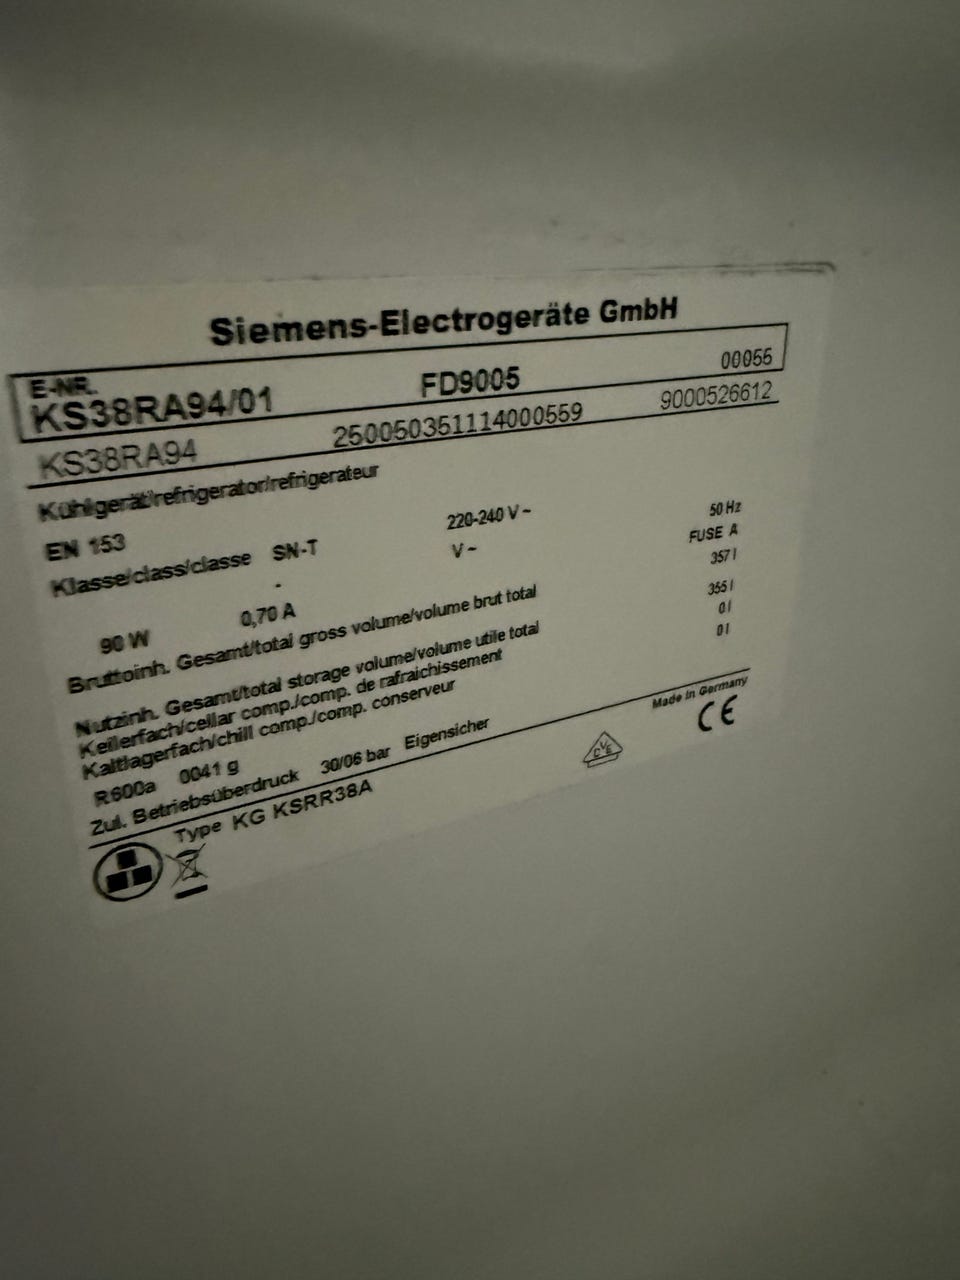 Siemens-Electrogeräte GmbH
E-NR.
KS38RA94/01 FD9005 00055
KS38RA94 250050351114000559 9000526612
Kühlgerät/refrigerator/refrigerateur
EN 153
Klasse/class/classe SN-T 220-240 V ~ 50 Hz
- V ~ FUSE A
90 W 0,70 A
Bruttoinh. Gesamt/total gross volume/volume brut total 357 l
Nutzinh. Gesamt/total storage volume/volume utile total 355 l
Kellerfach/cellar comp./comp. de rafraichissement 0 l
Kaltlagerfach/chill comp./comp. conserveur 0 l
R600a 0041 g
Zul. Betriebsüberdruck 30/06 bar Eigensicher
Made in Germany
Type KG KSRR38A
VDE
CE